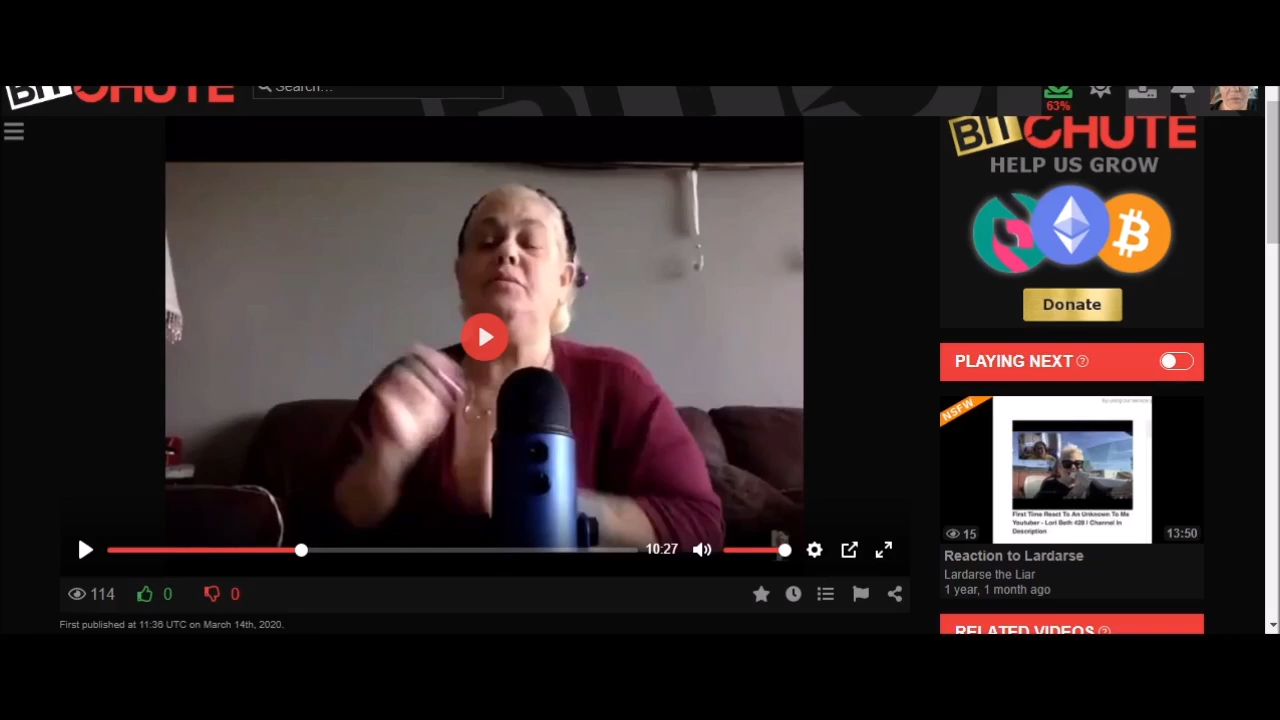 BITCHUTE
Search...
63%
BITCHUTE
HELP US GROW
Donate
PLAYING NEXT ?
NSFW
First Time React To An Unknown To Me
Youtuber - Lori Beth #28 | Channel In
Description
15
13:50
Reaction to Lardarse
Lardarse the Liar
1 year, 1 month ago
RELATED VIDEOS ?
10:27
114
0
0
First published at 11:36 UTC on March 14th, 2020.